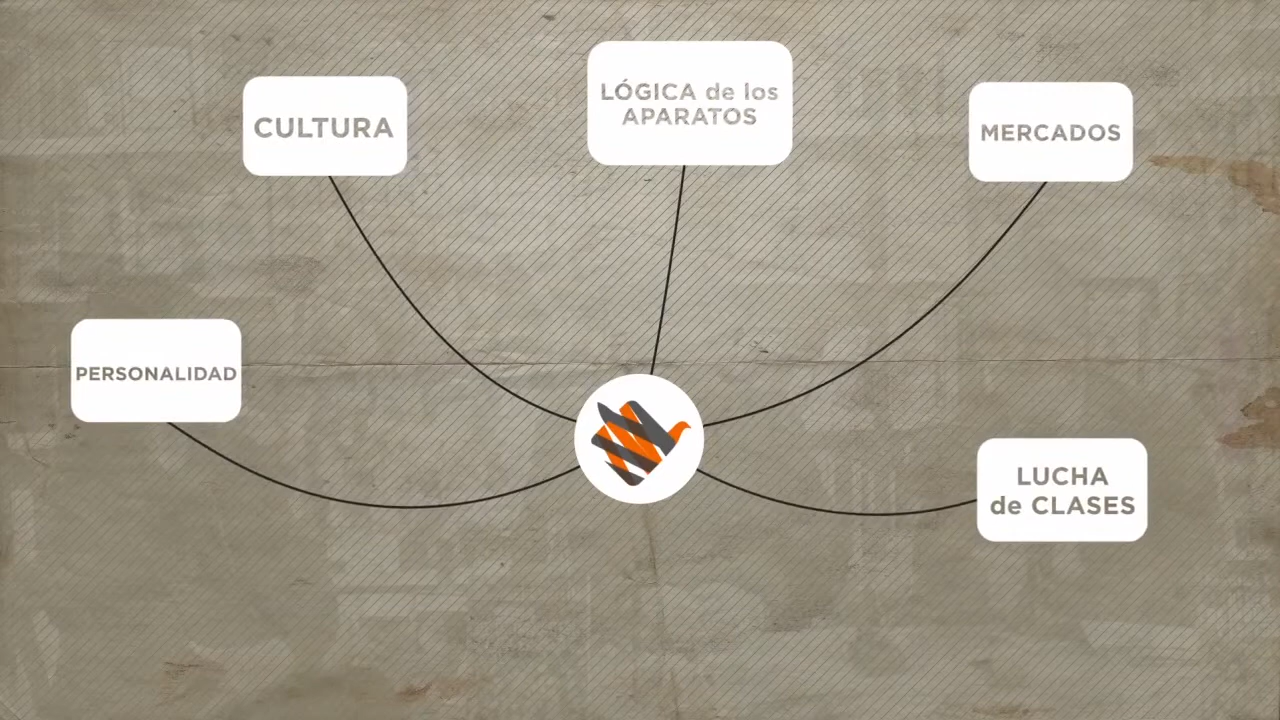 CULTURA
LÓGICA de los
APARATOS
MERCADOS
PERSONALIDAD
LUCHA
de CLASES